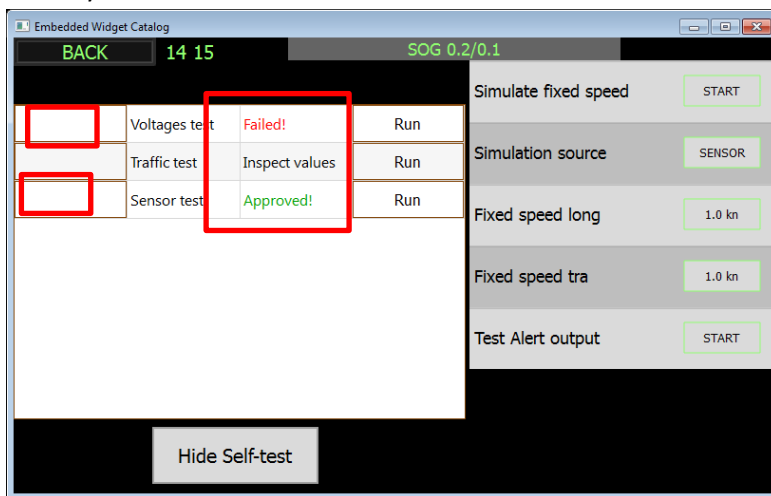 Embedded Widget Catalog
BACK 14 15 SOG 0.2/0.1
Voltages test Failed! Run
Traffic test Inspect values Run
Sensor test Approved! Run
Simulate fixed speed START
Simulation source SENSOR
Fixed speed long 1.0 kn
Fixed speed tra 1.0 kn
Test Alert output START
Hide Self-test